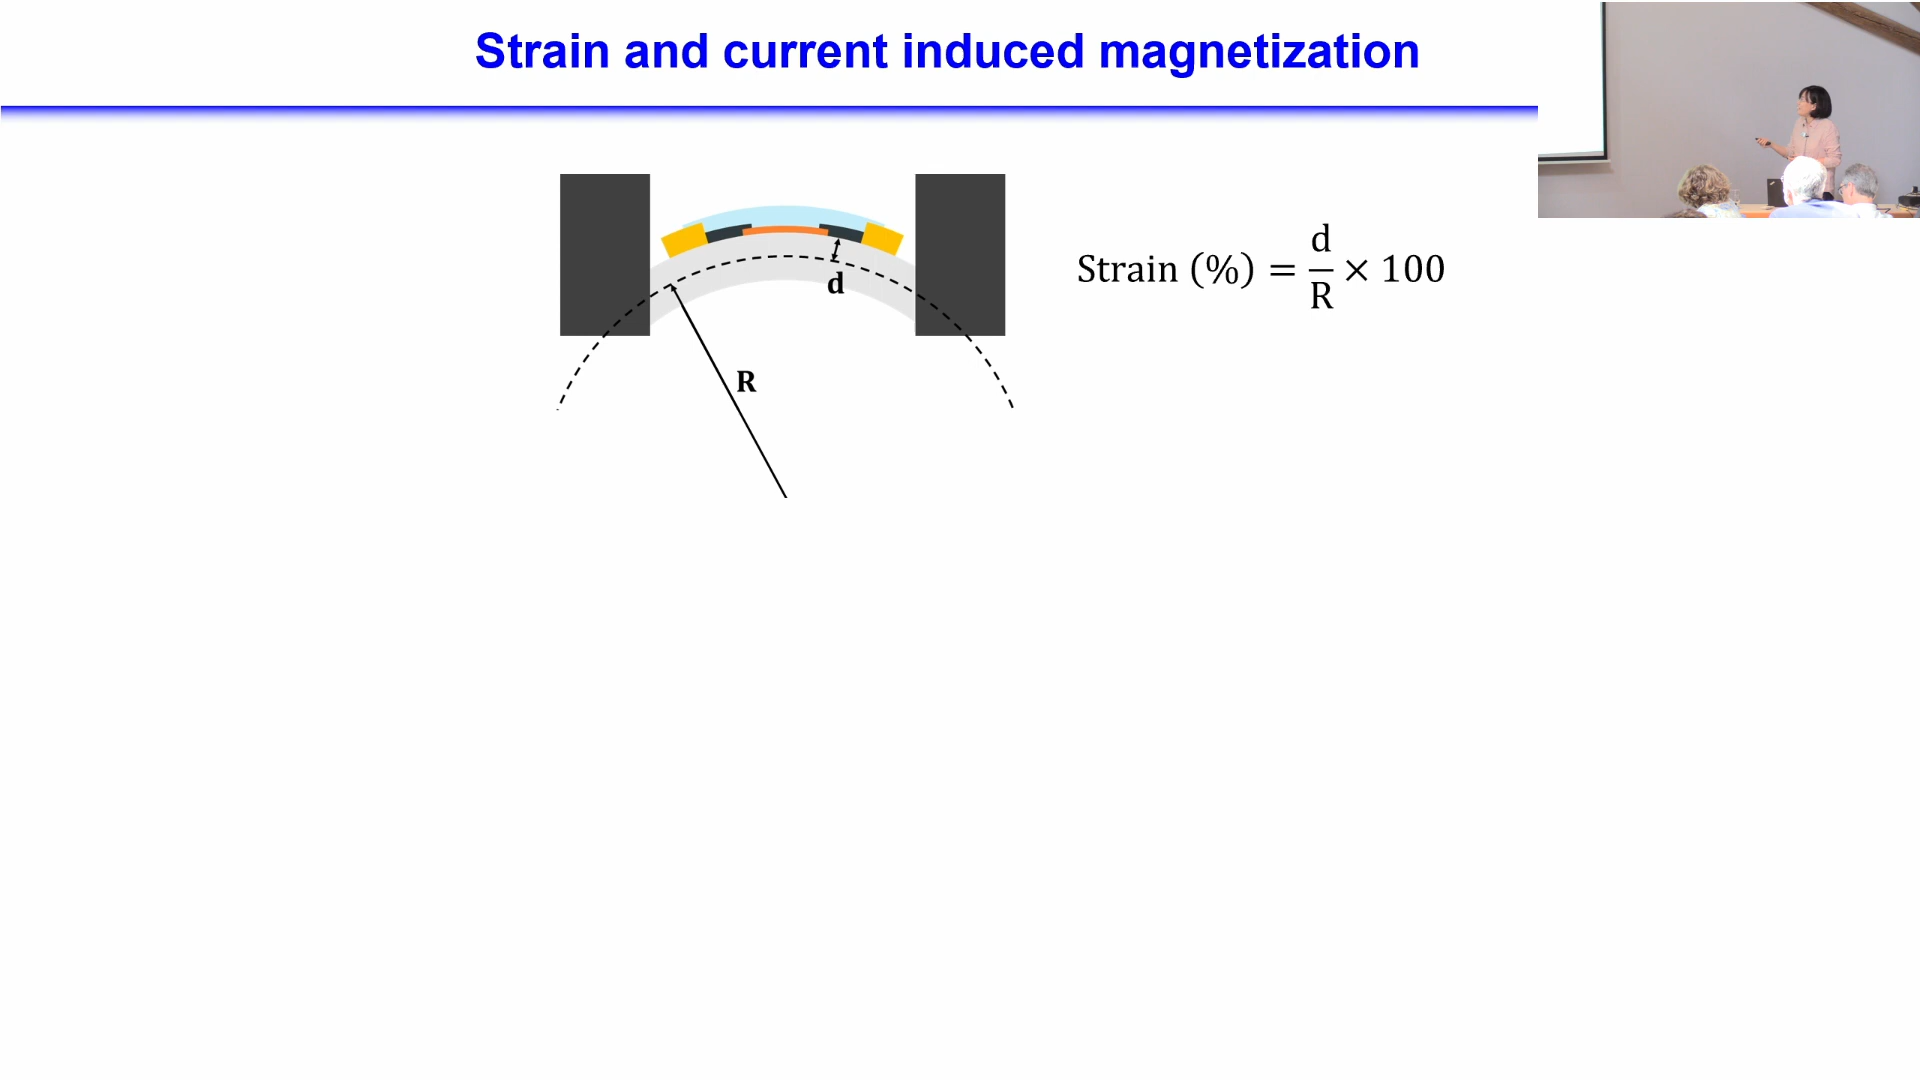 Strain and current induced magnetization
d
R
Strain (%) = d/R × 100